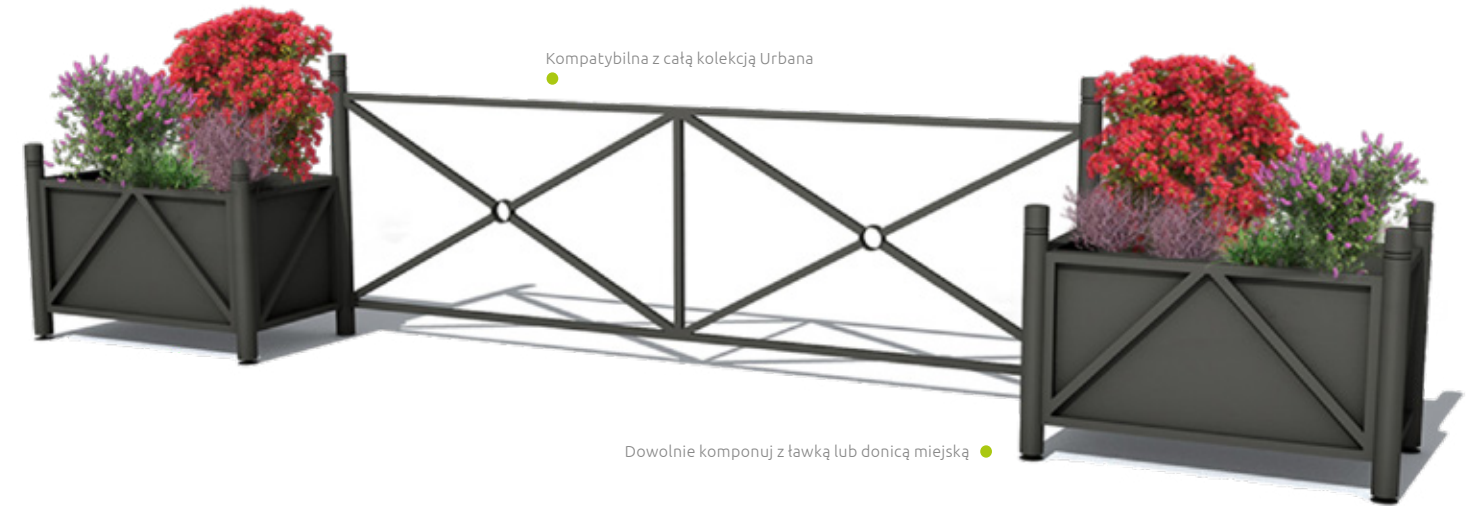 Kompatybilna z całą kolekcją Urbana
Dowolnie komponuj z ławką lub donicą miejską